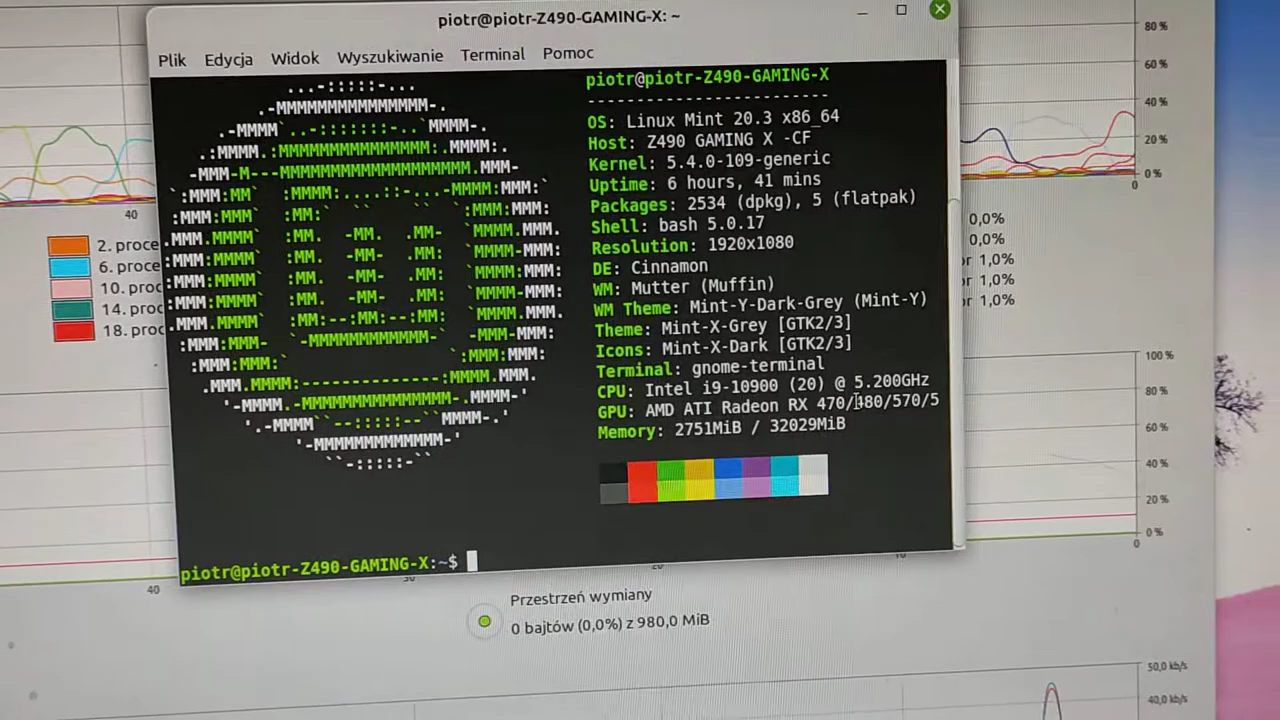 piotr@piotr-Z490-GAMING-X: ~
Plik Edycja Widok Wyszukiwanie Terminal Pomoc
piotr@piotr-Z490-GAMING-X
-------------------------
OS: Linux Mint 20.3 x86_64
Host: Z490 GAMING X -CF
Kernel: 5.4.0-109-generic
Uptime: 6 hours, 41 mins
Packages: 2534 (dpkg), 5 (flatpak)
Shell: bash 5.0.17
Resolution: 1920x1080
DE: Cinnamon
WM: Mutter (Muffin)
WM Theme: Mint-Y-Dark-Grey (Mint-Y)
Theme: Mint-X-Grey [GTK2/3]
Icons: Mint-X-Dark [GTK2/3]
Terminal: gnome-terminal
CPU: Intel i9-10900 (20) @ 5.200GHz
GPU: AMD ATI Radeon RX 470/480/570/5
Memory: 2751MiB / 32029MiB
piotr@piotr-Z490-GAMING-X:~$
80 %
60 %
40 %
20 %
0 %
0
40
2. proce
6. proce
10. proc
14. proc
18. proc
0,0%
0,0%
or 1,0%
or 1,0%
100 %
80 %
60 %
40 %
20 %
0 %
0
40
Przestrzeń wymiany
0 bajtów (0,0%) z 980,0 MiB
50,0 kb/s
40,0 kb/s